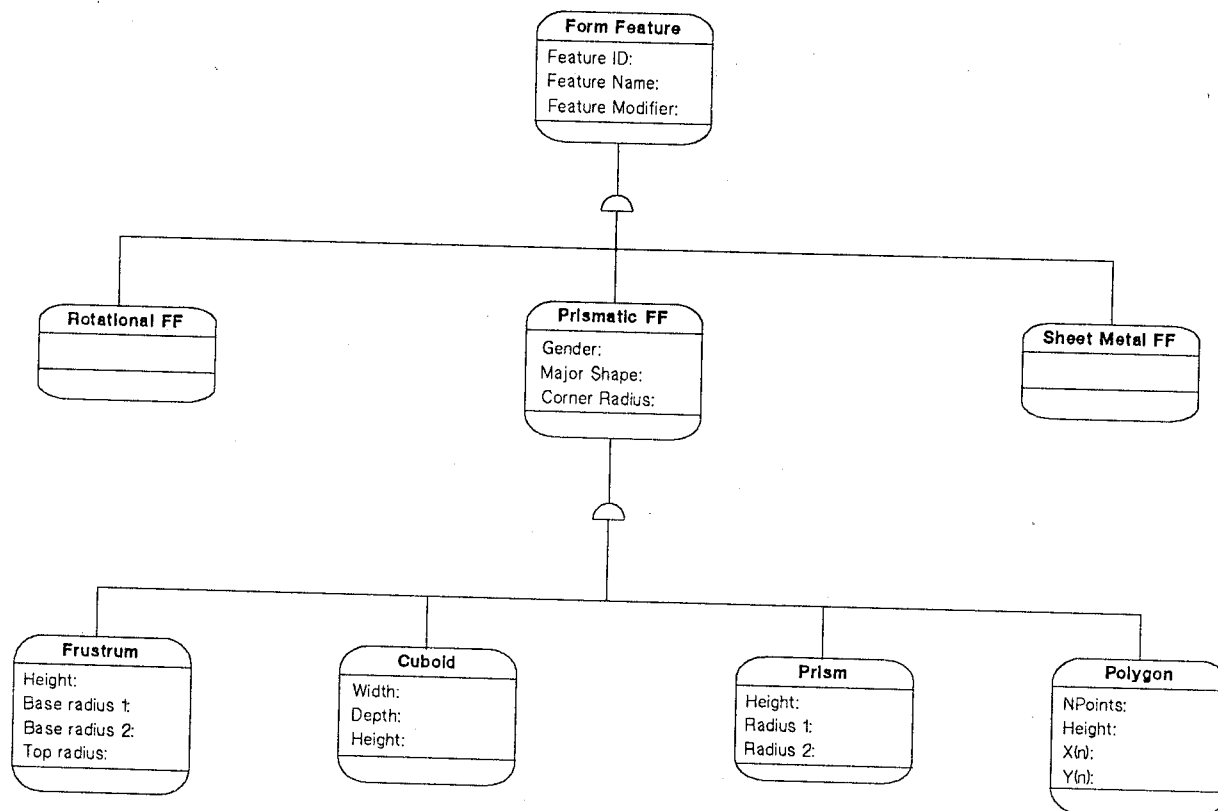 Form Feature
Feature ID:
Feature Name:
Feature Modifier:
Rotational FF
Prismatic FF
Gender:
Major Shape:
Corner Radius:
Sheet Metal FF
Frustrum
Height:
Base radius 1:
Base radius 2:
Top radius:
Cuboid
Width:
Depth:
Height:
Prism
Height:
Radius 1:
Radius 2:
Polygon
NPoints:
Height:
X(n):
Y(n):